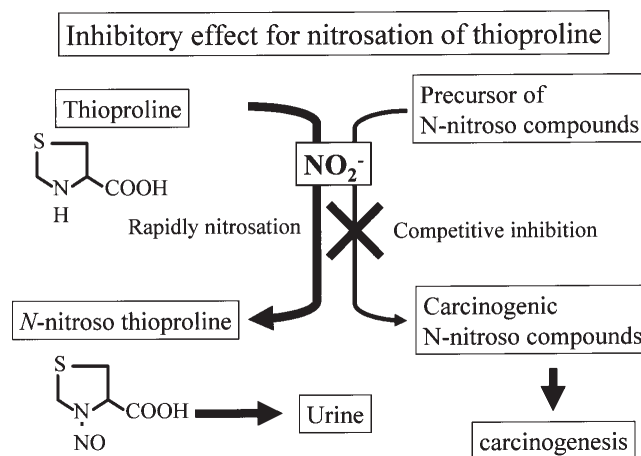 Inhibitory effect for nitrosation of thioproline
Thioproline
Precursor of
N-nitroso compounds
S
N
H
COOH
NO₂⁻
Rapidly nitrosation
Competitive inhibition
N-nitroso thioproline
Carcinogenic
N-nitroso compounds
S
N
NO
COOH
Urine
carcinogenesis